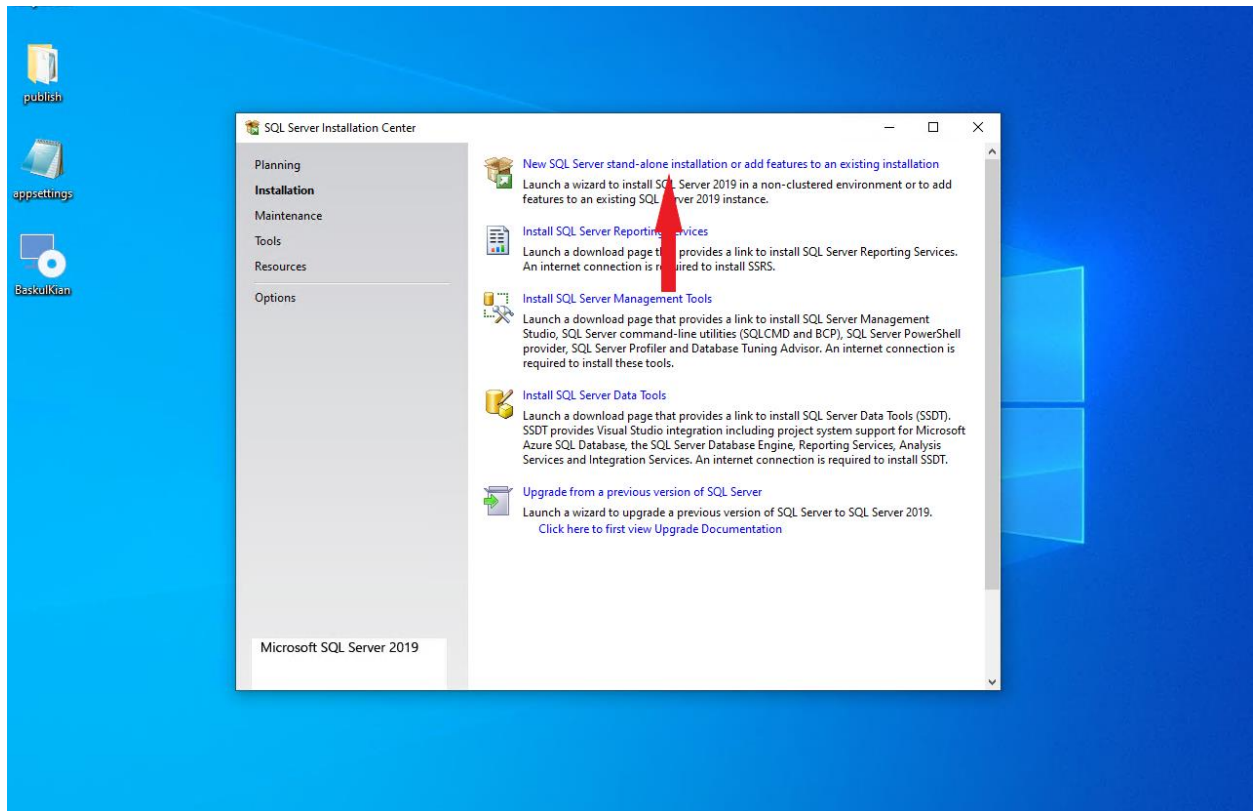 publish
appsettings
BaskulKian
SQL Server Installation Center
Planning
Installation
Maintenance
Tools
Resources
Options
Microsoft SQL Server 2019
New SQL Server stand-alone installation or add features to an existing installation
Launch a wizard to install SQL Server 2019 in a non-clustered environment or to add
features to an existing SQL Server 2019 instance.
Install SQL Server Reporting Services
Launch a download page that provides a link to install SQL Server Reporting Services.
An internet connection is required to install SSRS.
Install SQL Server Management Tools
Launch a download page that provides a link to install SQL Server Management
Studio, SQL Server command-line utilities (SQLCMD and BCP), SQL Server PowerShell
provider, SQL Server Profiler and Database Tuning Advisor. An internet connection is
required to install these tools.
Install SQL Server Data Tools
Launch a download page that provides a link to install SQL Server Data Tools (SSDT).
SSDT provides Visual Studio integration including project system support for Microsoft
Azure SQL Database, the SQL Server Database Engine, Reporting Services, Analysis
Services and Integration Services. An internet connection is required to install SSDT.
Upgrade from a previous version of SQL Server
Launch a wizard to upgrade a previous version of SQL Server to SQL Server 2019.
Click here to first view Upgrade Documentation